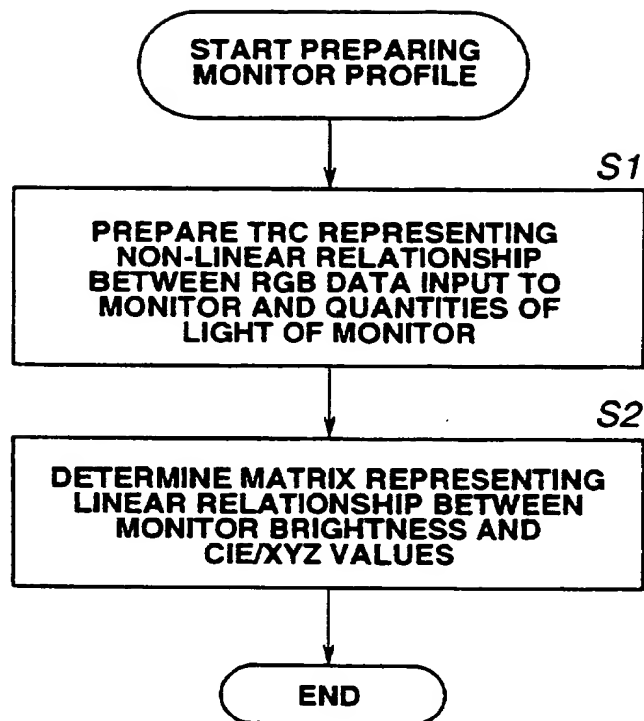 START PREPARING
MONITOR PROFILE
S1
PREPARE TRC REPRESENTING
NON-LINEAR RELATIONSHIP
BETWEEN RGB DATA INPUT TO
MONITOR AND QUANTITIES OF
LIGHT OF MONITOR
S2
DETERMINE MATRIX REPRESENTING
LINEAR RELATIONSHIP BETWEEN
MONITOR BRIGHTNESS AND
CIE/XYZ VALUES
END